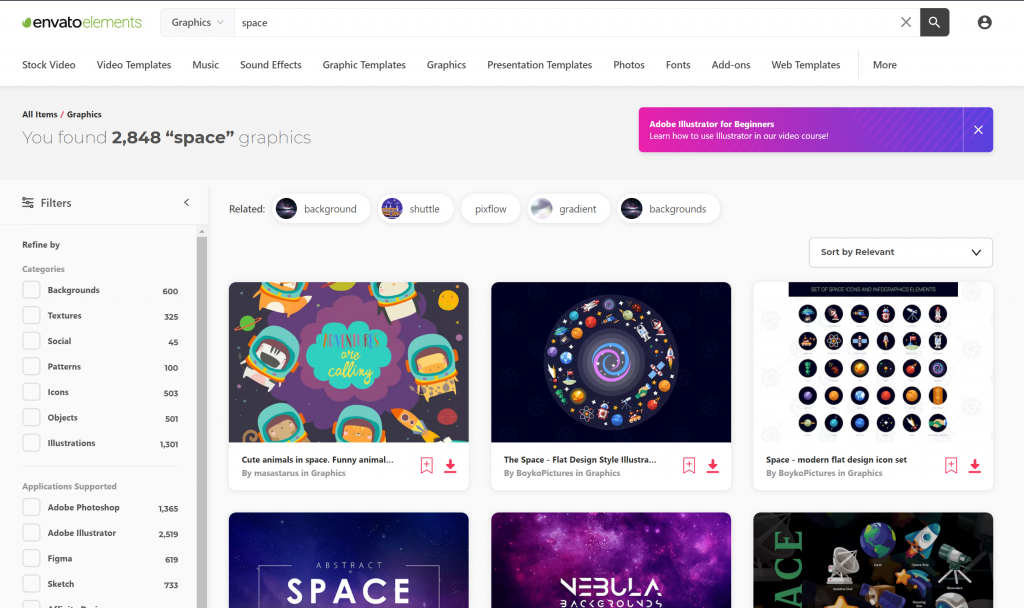 envatoelements
Graphics
space
Stock Video
Video Templates
Music
Sound Effects
Graphic Templates
Graphics
Presentation Templates
Photos
Fonts
Add-ons
Web Templates
More
All Items / Graphics
You found 2,848 “space” graphics
Adobe Illustrator for Beginners
Learn how to use Illustrator in our video course!
Filters
Related:
background
shuttle
pixflow
gradient
backgrounds
Sort by Relevant
Refine by
Categories
Backgrounds 600
Textures 325
Social 45
Patterns 100
Icons 503
Objects 501
Illustrations 1,301
Applications Supported
Adobe Photoshop 1,365
Adobe Illustrator 2,519
Figma 619
Sketch 733
ADVENTURES
are
calling
Cute animals in space. Funny animal...
By masastarus in Graphics
The Space - Flat Design Style Illustra...
By BoykoPictures in Graphics
SET OF SPACE ICONS AND INFOGRAPHICS ELEMENTS
Space - modern flat design icon set
By BoykoPictures in Graphics
ABSTRACT
SPACE
NEBULA
BACKGROUNDS
ACE